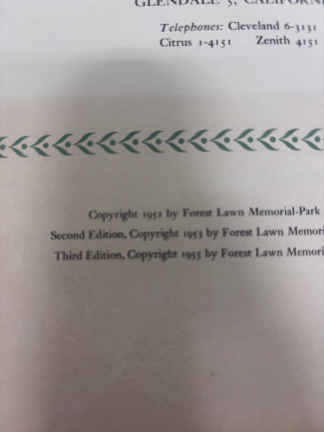 GLENDALE 5, CALIFORN
Telephones: Cleveland 6-3131
Citrus 1-4151 Zenith 4151
Copyright 1952 by Forest Lawn Memorial-Park
Second Edition, Copyright 1953 by Forest Lawn Memori
Third Edition, Copyright 1955 by Forest Lawn Memori